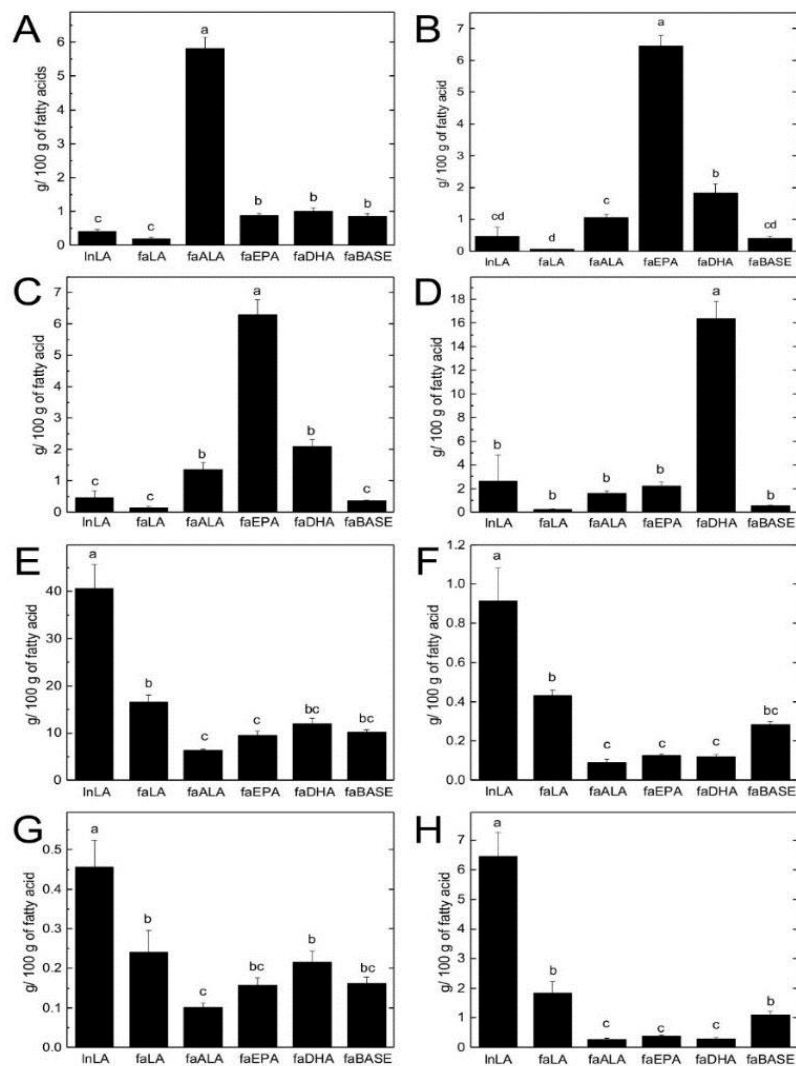 A
g/ 100 g of fatty acids
6
5
4
3
2
1
0
c
c
a
b
b
b
lnLA faLA faALA faEPA faDHA faBASE
B
g/ 100 g of fatty acids
7
6
5
4
3
2
1
0
cd
d
c
a
b
cd
lnLA faLA faALA faEPA faDHA faBASE
C
g/ 100 g of fatty acid
7
6
5
4
3
2
1
0
c
c
b
a
b
c
lnLA faLA faALA faEPA faDHA faBASE
D
g/ 100 g of fatty acid
18
16
14
12
10
8
6
4
2
0
b
b
b
b
a
b
lnLA faLA faALA faEPA faDHA faBASE
E
g/ 100 g of fatty acid
40
30
20
10
0
a
b
c
c
bc
bc
lnLA faLA faALA faEPA faDHA faBASE
F
g/ 100 g of fatty acid
1.2
1.0
0.8
0.6
0.4
0.2
0.0
a
b
c
c
c
bc
lnLA faLA faALA faEPA faDHA faBASE
G
g/ 100 g of fatty acid
0.5
0.4
0.3
0.2
0.1
0.0
a
b
c
bc
b
bc
lnLA faLA faALA faEPA faDHA faBASE
H
g/ 100 g of fatty acid
7
6
5
4
3
2
1
0
a
b
c
c
c
b
lnLA faLA faALA faEPA faDHA faBASE